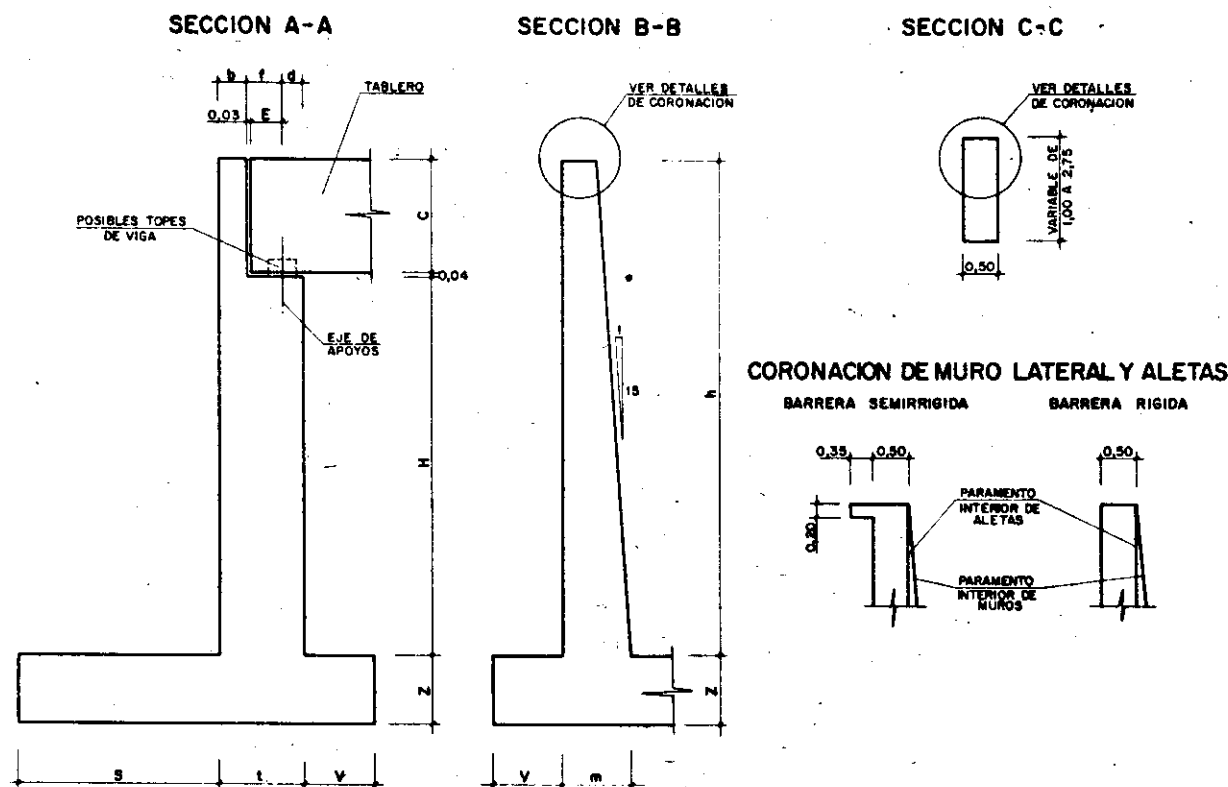 SECCION A-A
SECCION B-B
SECCION C-C
b f d
TABLERO
0,03 E
POSIBLES TOPES
DE VIGA
EJE DE
APOYOS
C
0,04
H
Z
S t V
VER DETALLES
DE CORONACION
1
15
h
Z
V m
VER DETALLES
DE CORONACION
VARIABLE DE
1,00 A 2,75
0,50
CORONACION DE MURO LATERAL Y ALETAS
BARRERA SEMIRRIGIDA
BARRERA RIGIDA
0,35 0,50
0,50
0,20
PARAMENTO
INTERIOR DE
ALETAS
PARAMENTO
INTERIOR DE
MUROS